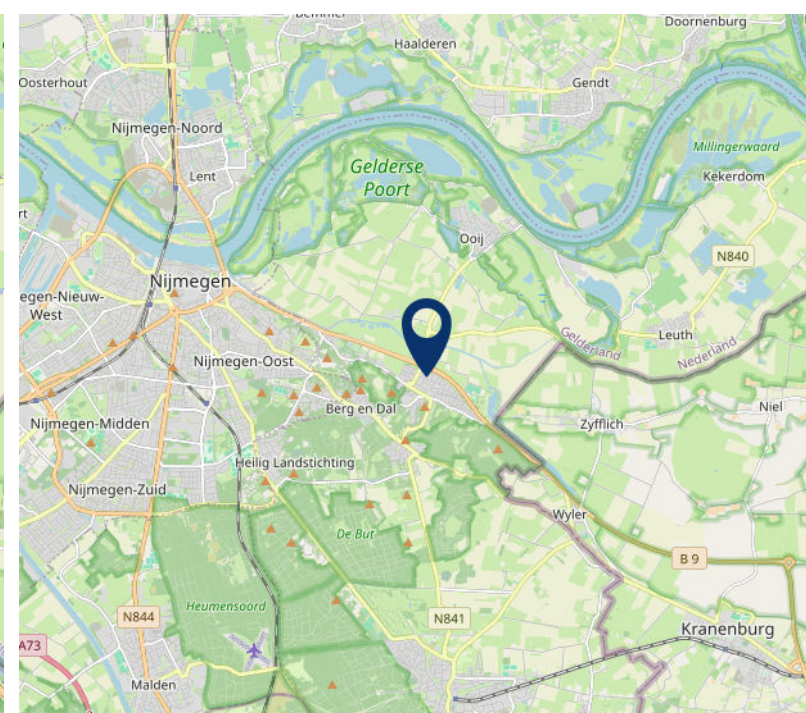 Doornenburg
Haalderen
Oosterhout
Gendt
Nijmegen-Noord
Millingerwaard
Gelderse
Poort
Lent
Kekerdom
Ooij
N840
Nijmegen
egen-Nieuw-
West
Gelderland
Leuth
Nederland
Nijmegen-Oost
Berg en Dal
Niel
Nijmegen-Midden
Zyfflich
Heilig Landstichting
Nijmegen-Zuid
Wyler
De But
B 9
Heumensoord
N844
N841
Kranenburg
A73
Malden